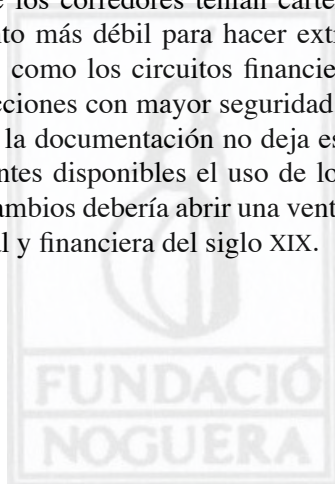 e los corredores tenían carte
nto más débil para hacer extr
como los circuitos financie
cciones con mayor seguridad
la documentación no deja es
ntes disponibles el uso de lo
ambios debería abrir una vent
al y financiera del siglo XIX.
FUNDACIÓ
NOGUERA